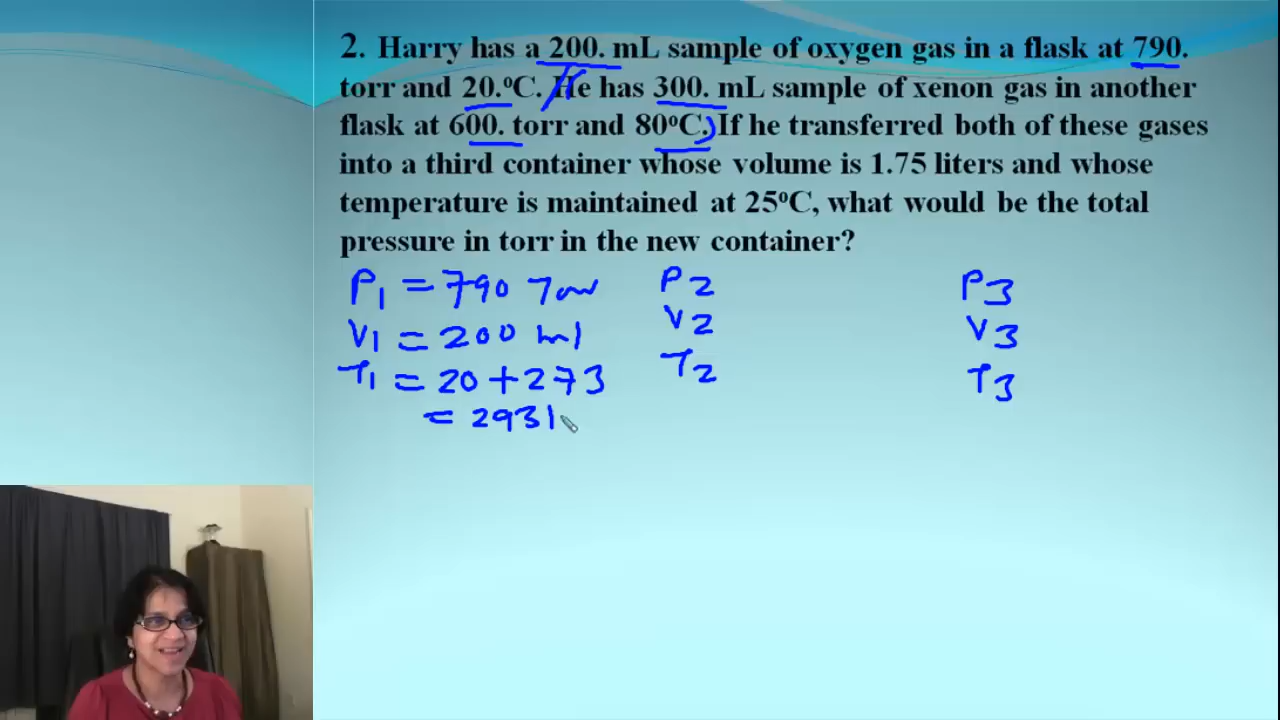 2. Harry has a 200. mL sample of oxygen gas in a flask at 790.
torr and 20.⁰C. He has 300. mL sample of xenon gas in another
flask at 600. torr and 80⁰C. If he transferred both of these gases
into a third container whose volume is 1.75 liters and whose
temperature is maintained at 25⁰C, what would be the total
pressure in torr in the new container?
P1 = 790 Torr P2 P3
V1 = 200 ml V2 V3
T1 = 20 + 273 T2 T3
= 293